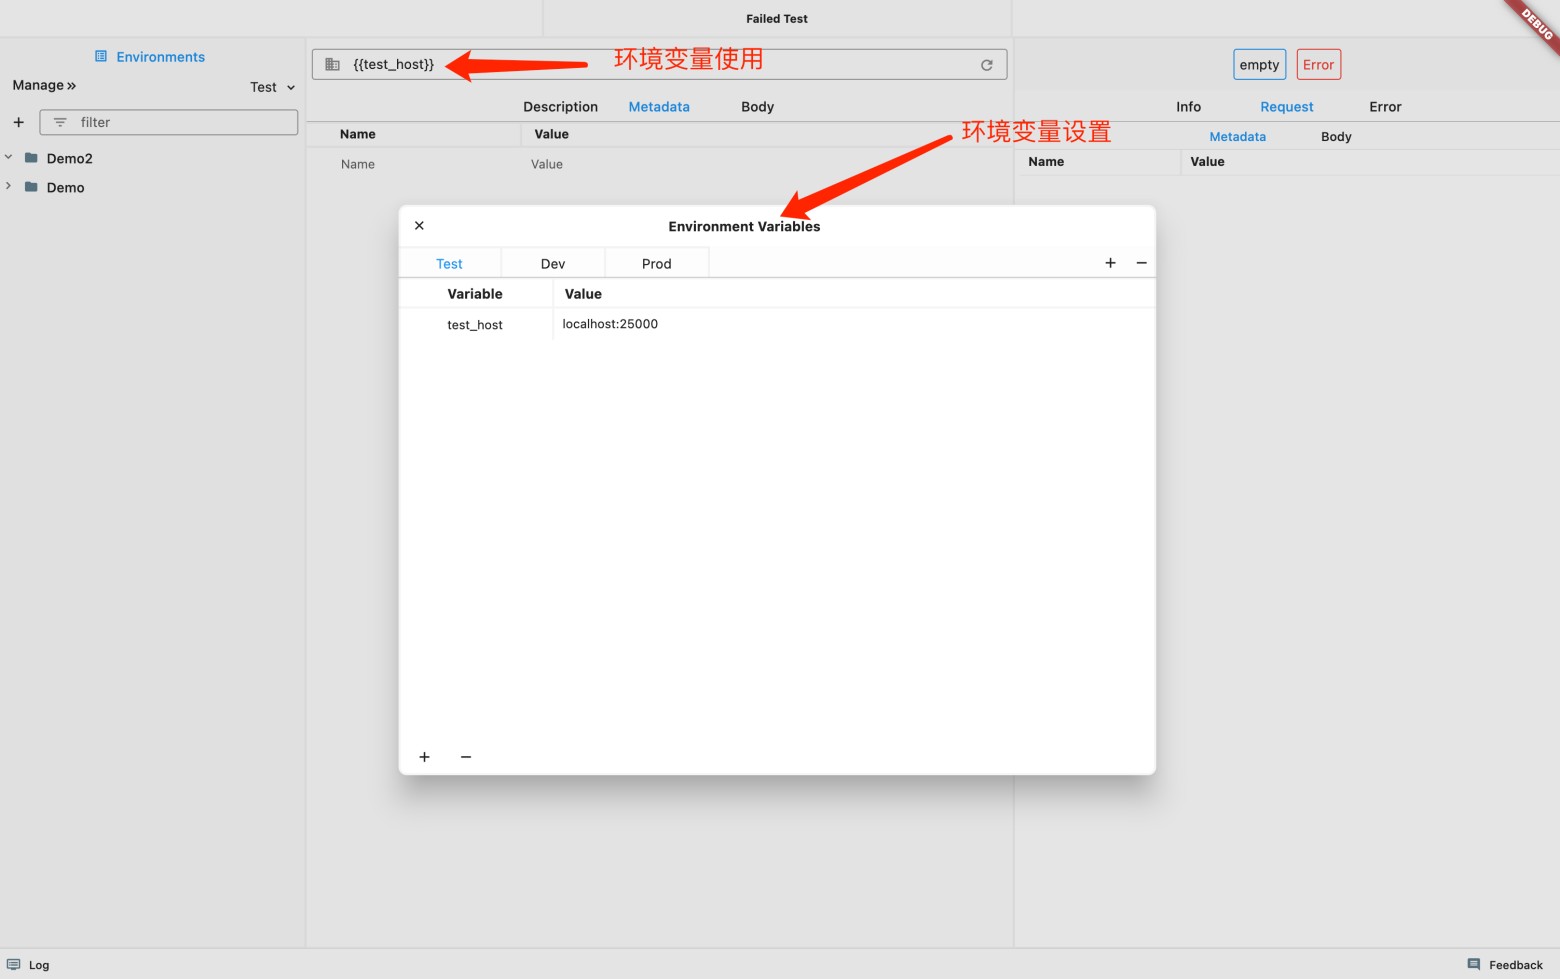 Failed Test
DEBUG
Environments
Manage »
Test
filter
Demo2
Demo
{{test_host}}
环境变量使用
Description Metadata Body
Name Value
Name Value
环境变量设置
empty Error
Info Request Error
Metadata Body
Name Value
Environment Variables
Test Dev Prod
Variable Value
test_host localhost:25000
Log
Feedback